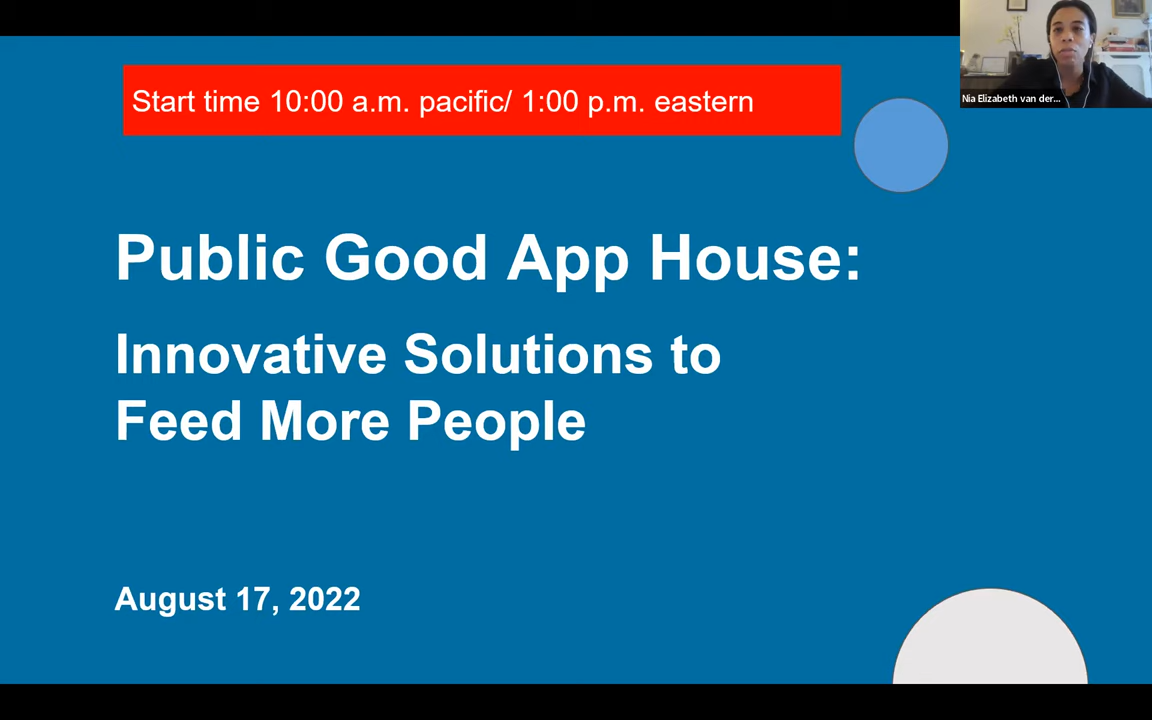 Start time 10:00 a.m. pacific/ 1:00 p.m. eastern
Nia Elizabeth van der...
Public Good App House:
Innovative Solutions to
Feed More People
August 17, 2022